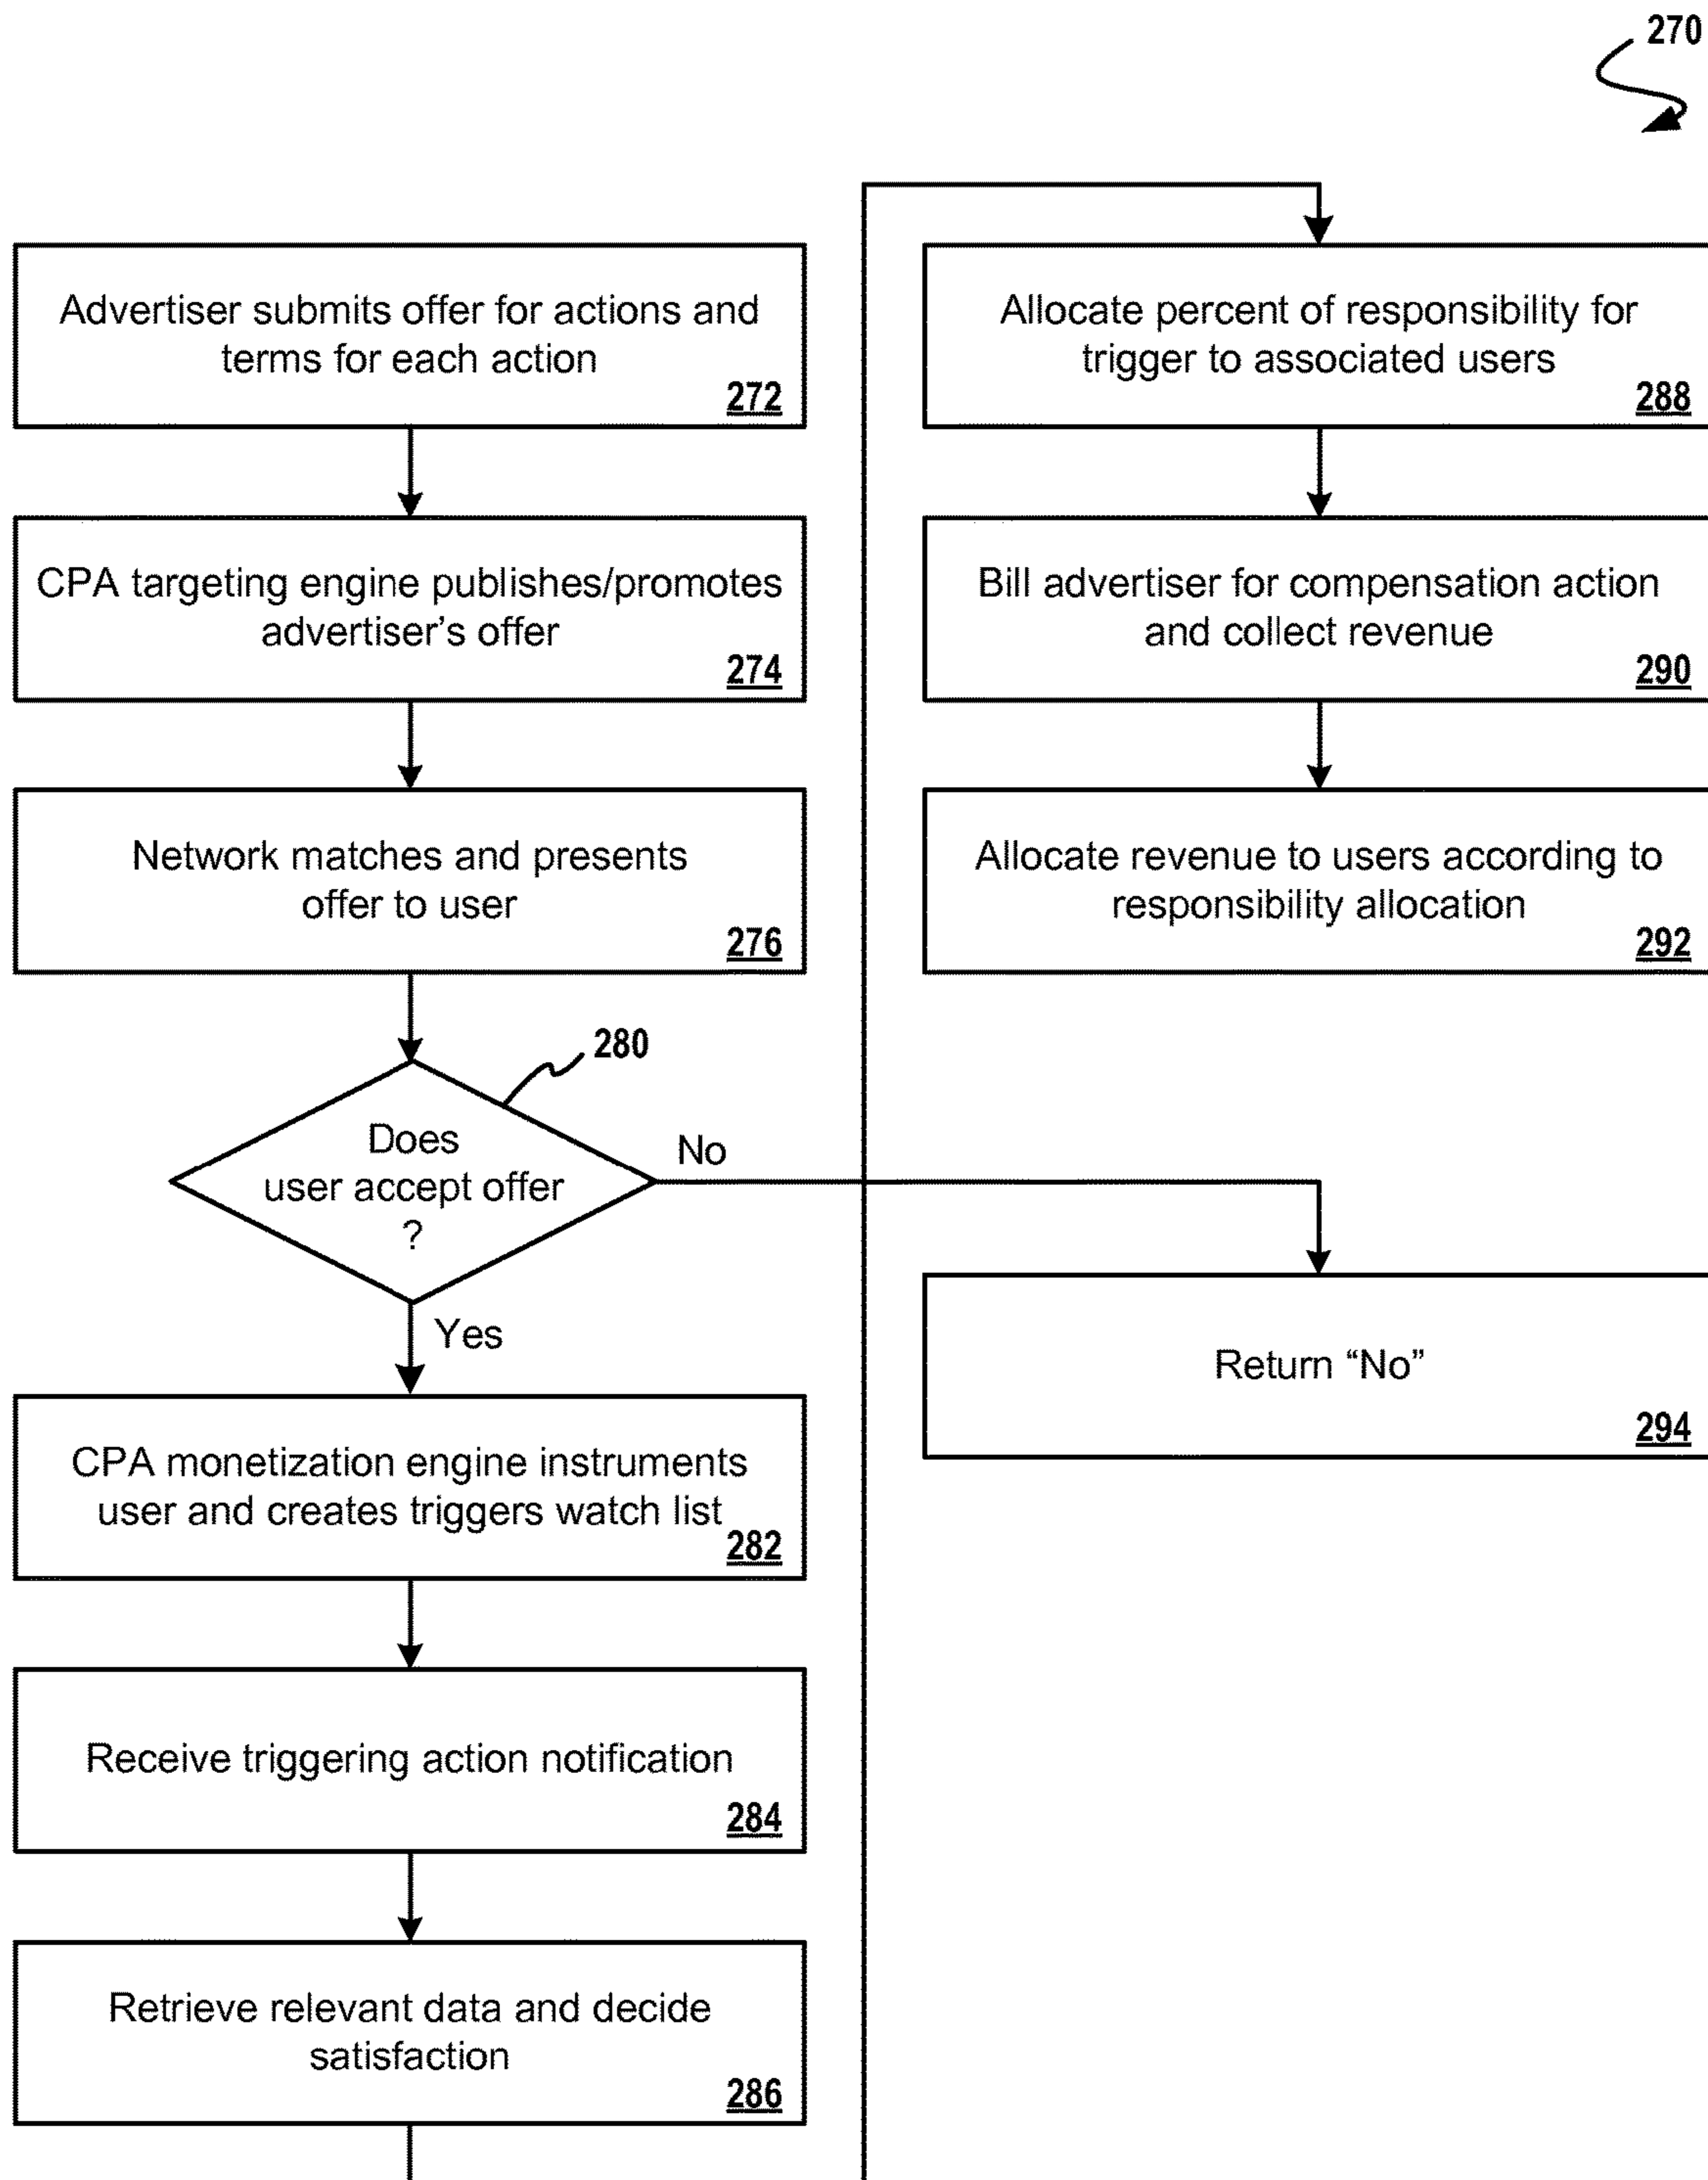 270
Advertiser submits offer for actions and
terms for each action
272
CPA targeting engine publishes/promotes
advertiser’s offer
274
Network matches and presents
offer to user
276
280
Does
user accept offer
?
No
Yes
CPA monetization engine instruments
user and creates triggers watch list
282
Receive triggering action notification
284
Retrieve relevant data and decide
satisfaction
286
Allocate percent of responsibility for
trigger to associated users
288
Bill advertiser for compensation action
and collect revenue
290
Allocate revenue to users according to
responsibility allocation
292
Return “No”
294